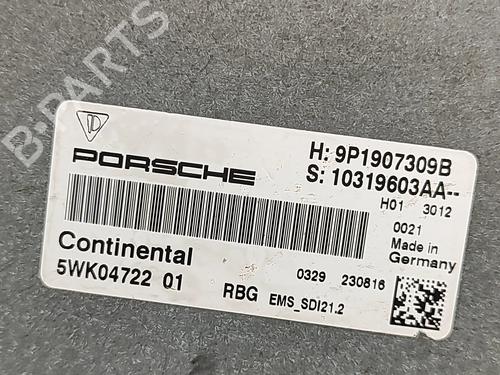 B-PARTS
PORSCHE
H: 9P1907309B
S: 10319603AA--
H01 3012
0021
Made in
Germany
Continental
5WK04722 01
0329 230816
RBG EMS_SDI21.2